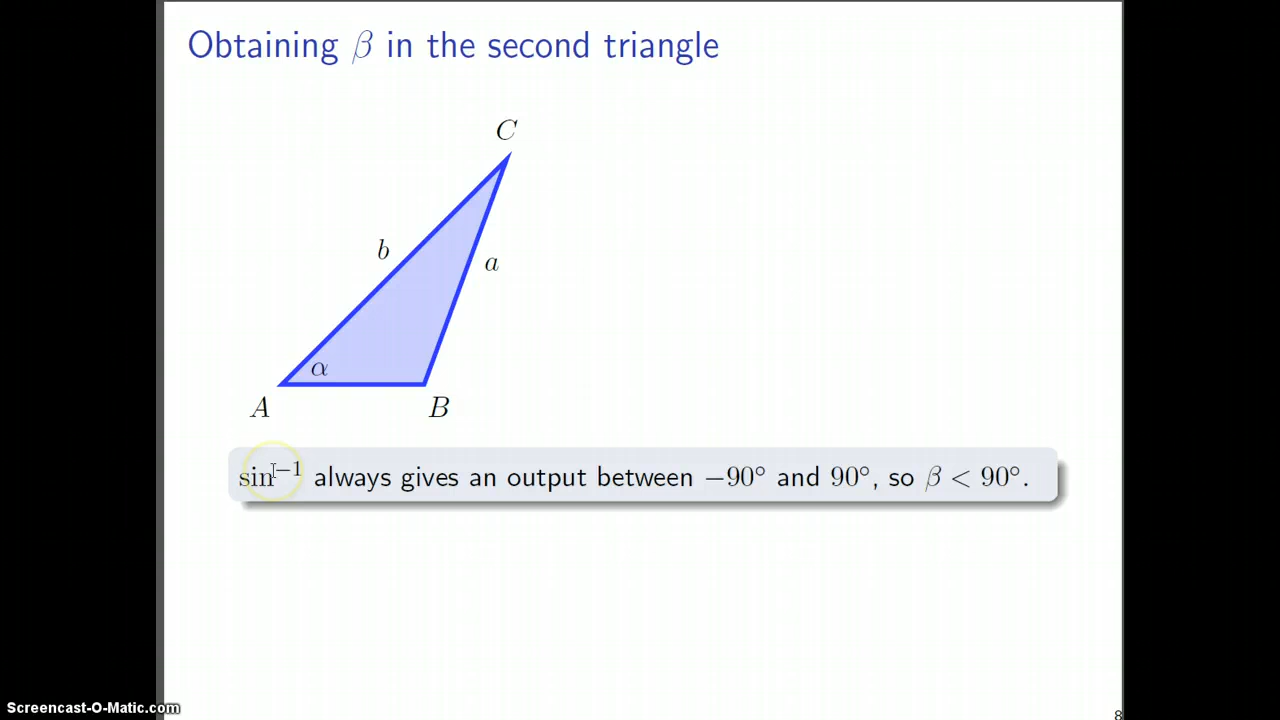 Obtaining β in the second triangle
C
b
a
α
A
B
sin⁻¹ always gives an output between −90° and 90°, so β < 90°.
Screencast-O-Matic.com
8